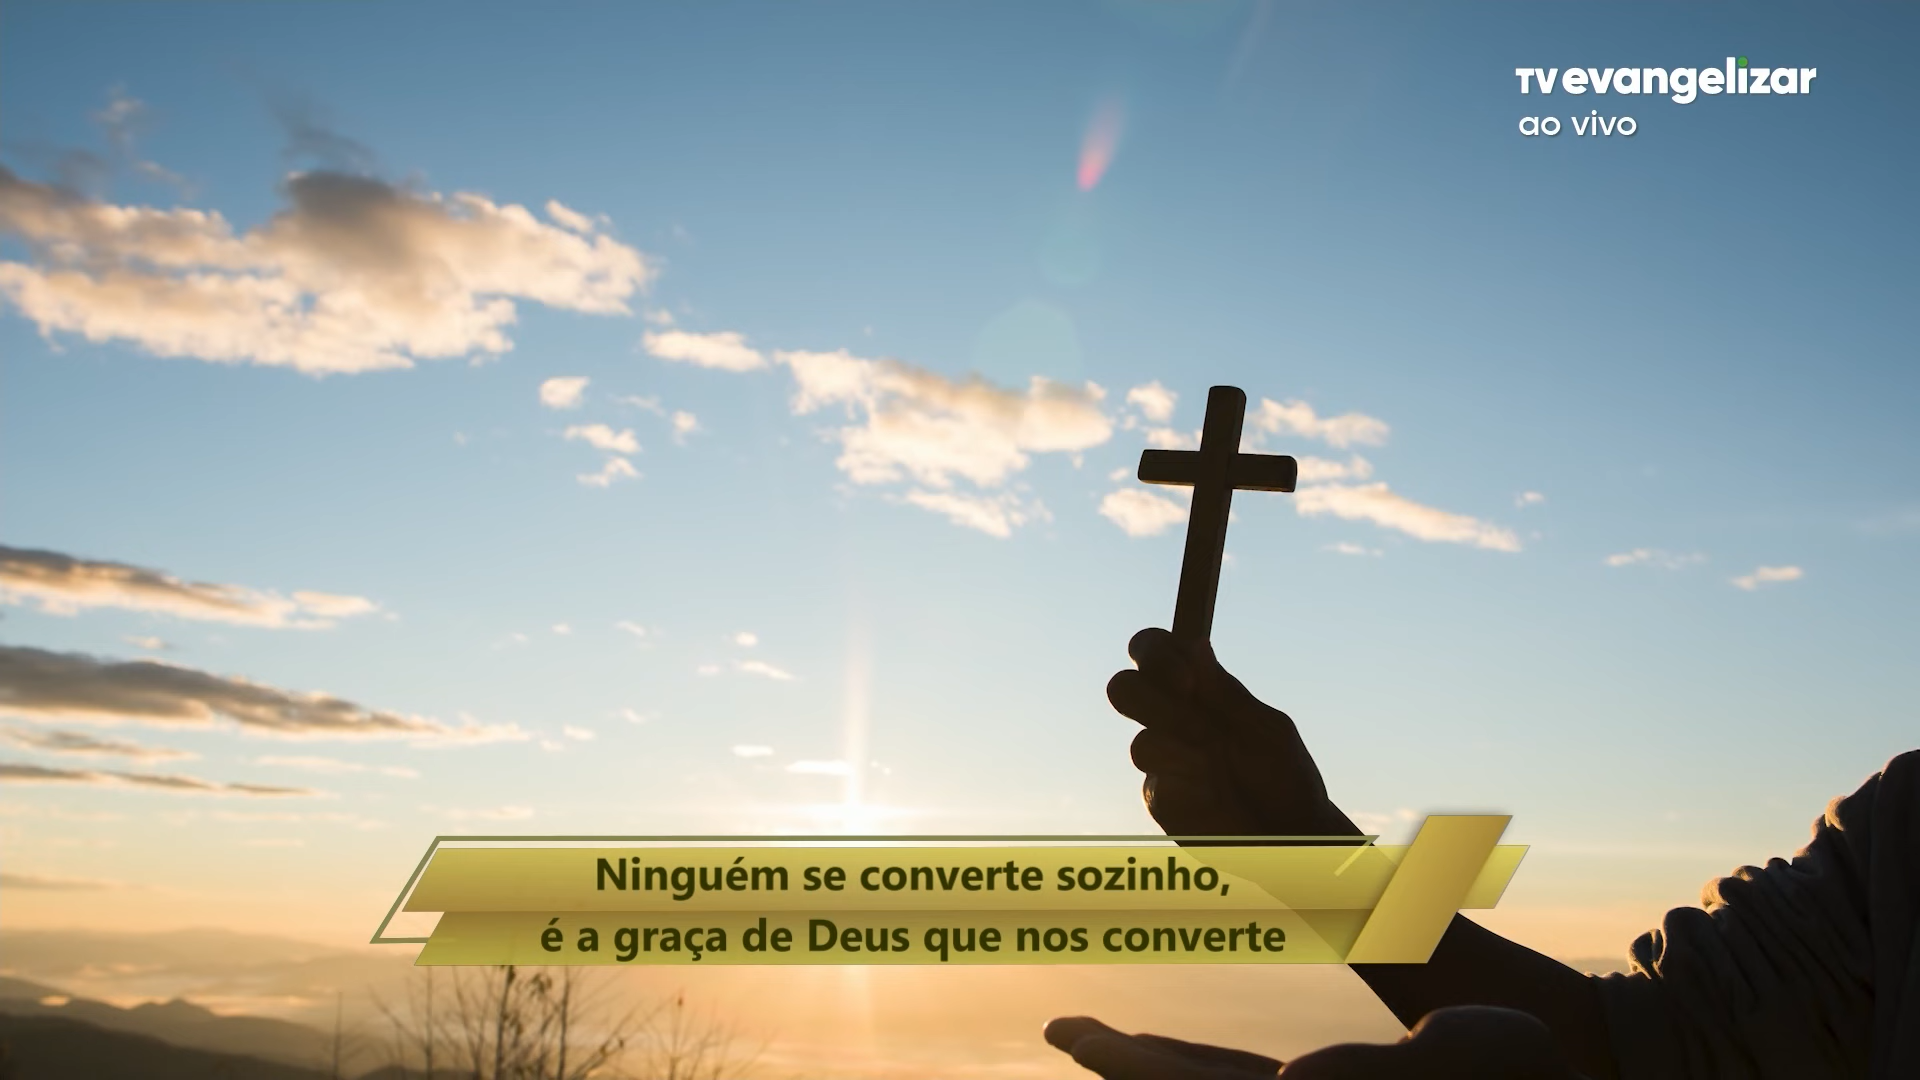 TV evangelizar
ao vivo
Ninguém se converte sozinho,
é a graça de Deus que nos converte